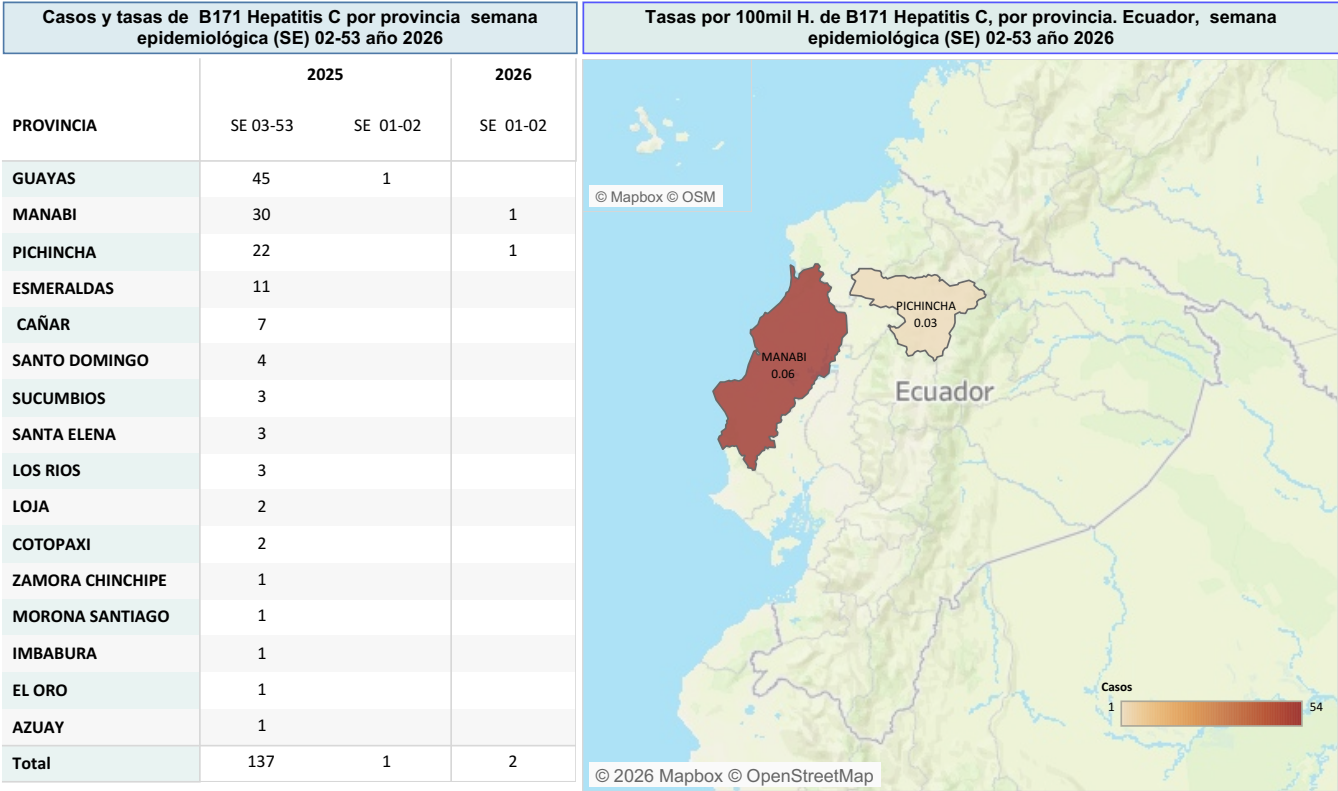 Casos y tasas de B171 Hepatitis C por provincia semana
epidemiológica (SE) 02-53 año 2026
2025 2026
PROVINCIA SE 03-53 SE 01-02 SE 01-02
GUAYAS 45 1
MANABI 30 1
PICHINCHA 22 1
ESMERALDAS 11
CAÑAR 7
SANTO DOMINGO 4
SUCUMBIOS 3
SANTA ELENA 3
LOS RIOS 3
LOJA 2
COTOPAXI 2
ZAMORA CHINCHIPE 1
MORONA SANTIAGO 1
IMBABURA 1
EL ORO 1
AZUAY 1
Total 137 1 2
Tasas por 100mil H. de B171 Hepatitis C, por provincia. Ecuador, semana
epidemiológica (SE) 02-53 año 2026
© Mapbox © OSM
PICHINCHA
0.03
MANABI
0.06
Ecuador
Casos
1 54
© 2026 Mapbox © OpenStreetMap